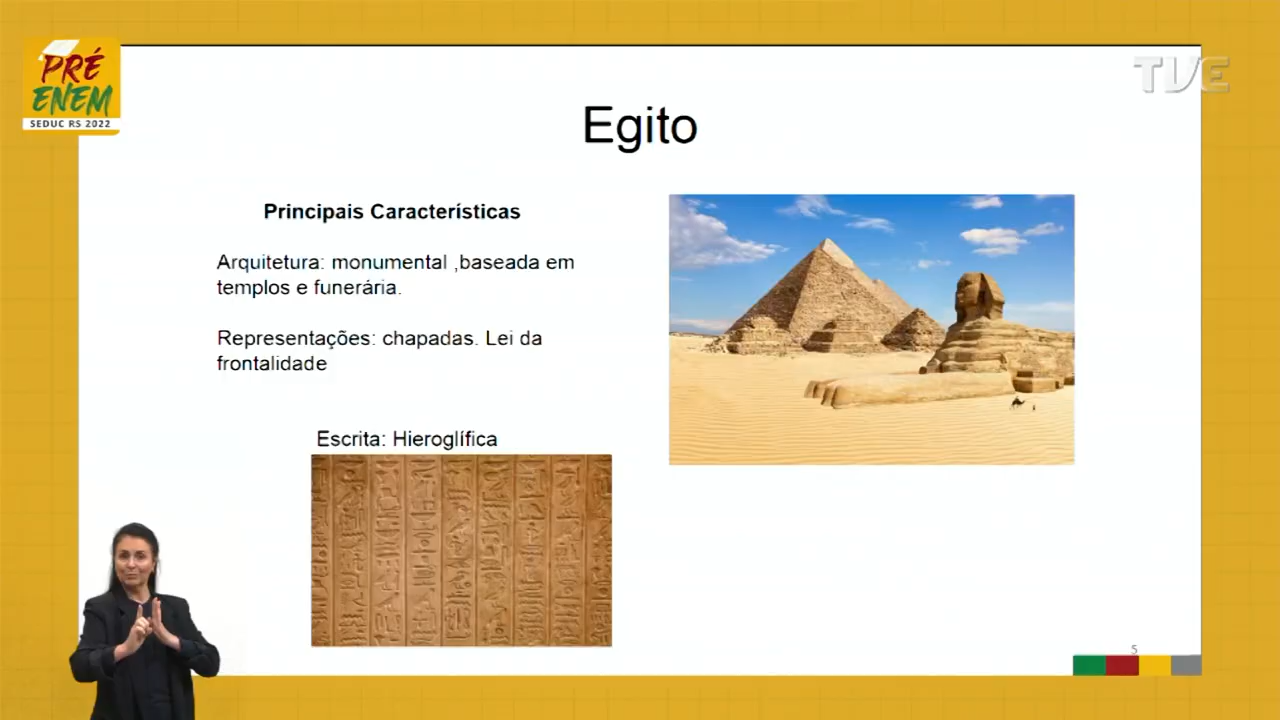 PRÉ
ENEM
SEDUC RS 2022
TVE
Egito
Principais Características
Arquitetura: monumental ,baseada em
templos e funerária.
Representações: chapadas. Lei da
frontalidade
Escrita: Hieroglífica
5